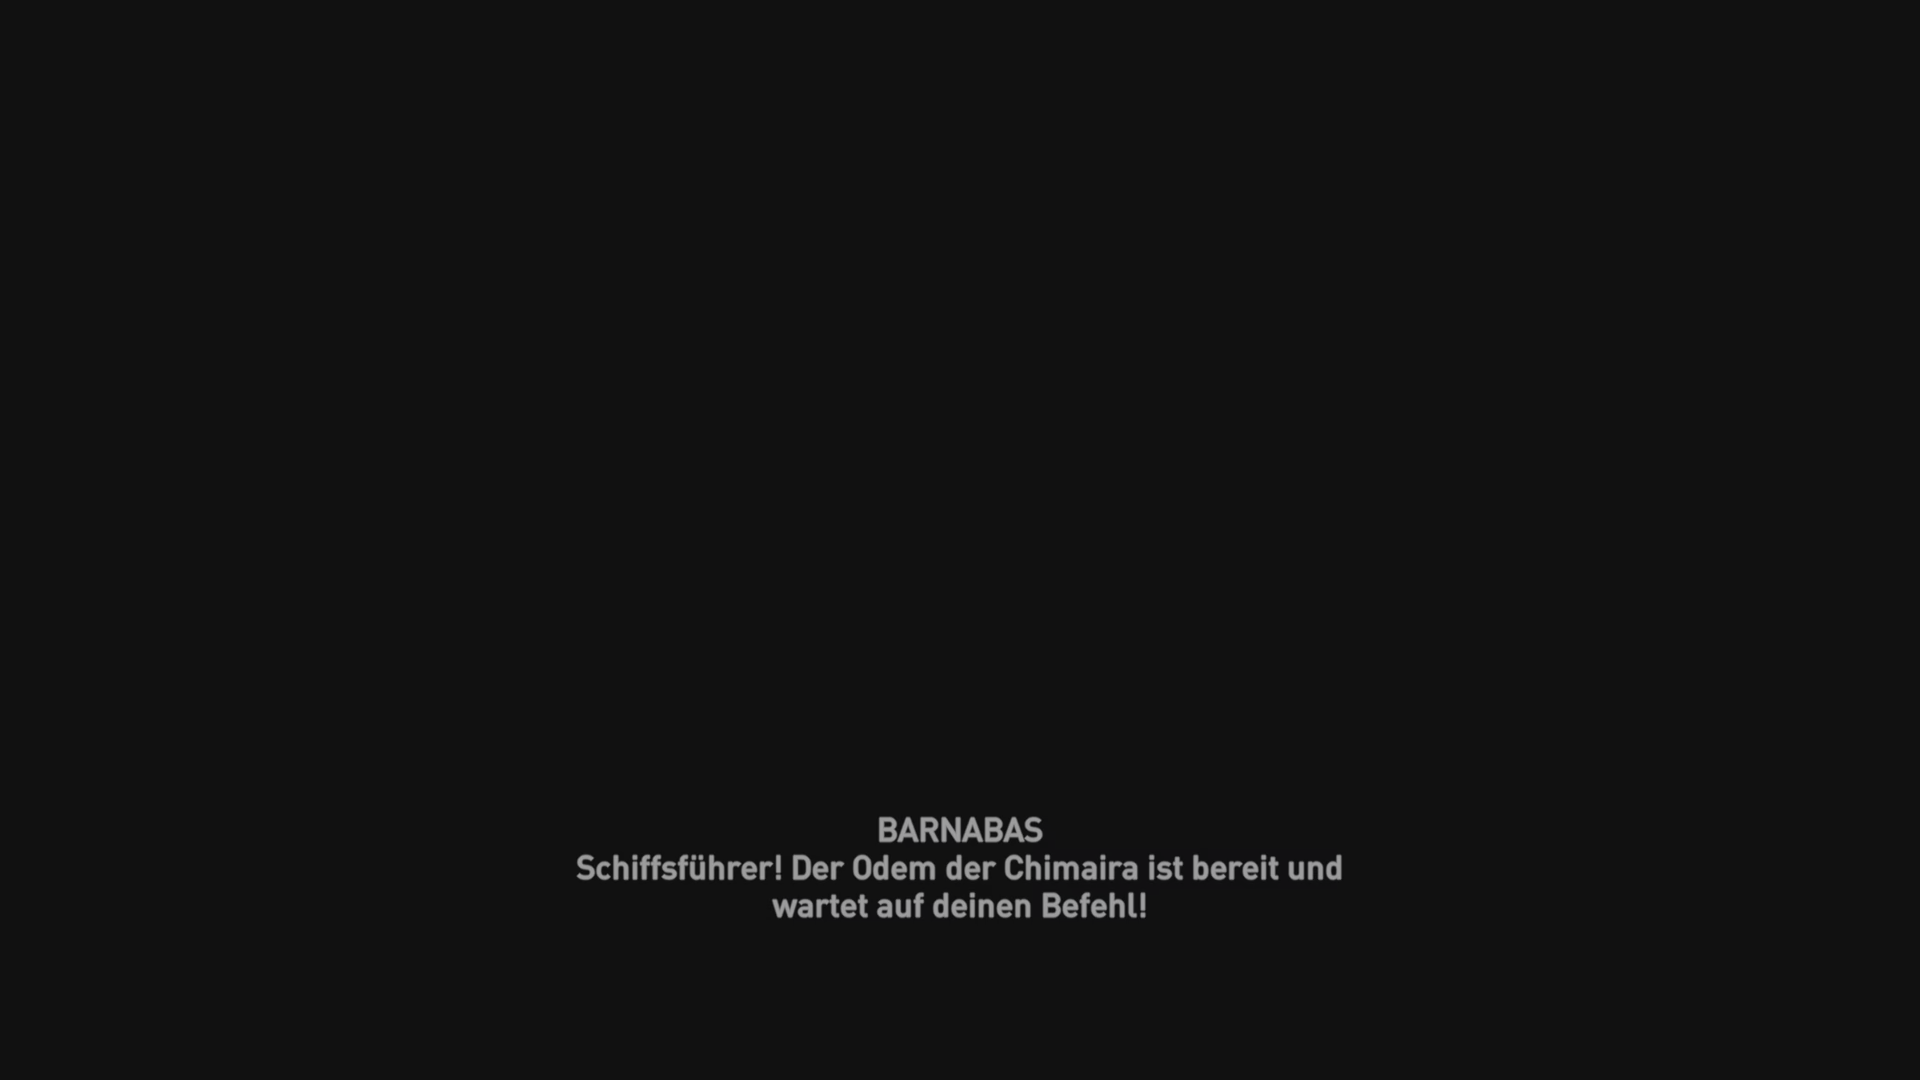 BARNABAS
Schiffsführer! Der Odem der Chimaira ist bereit und
wartet auf deinen Befehl!